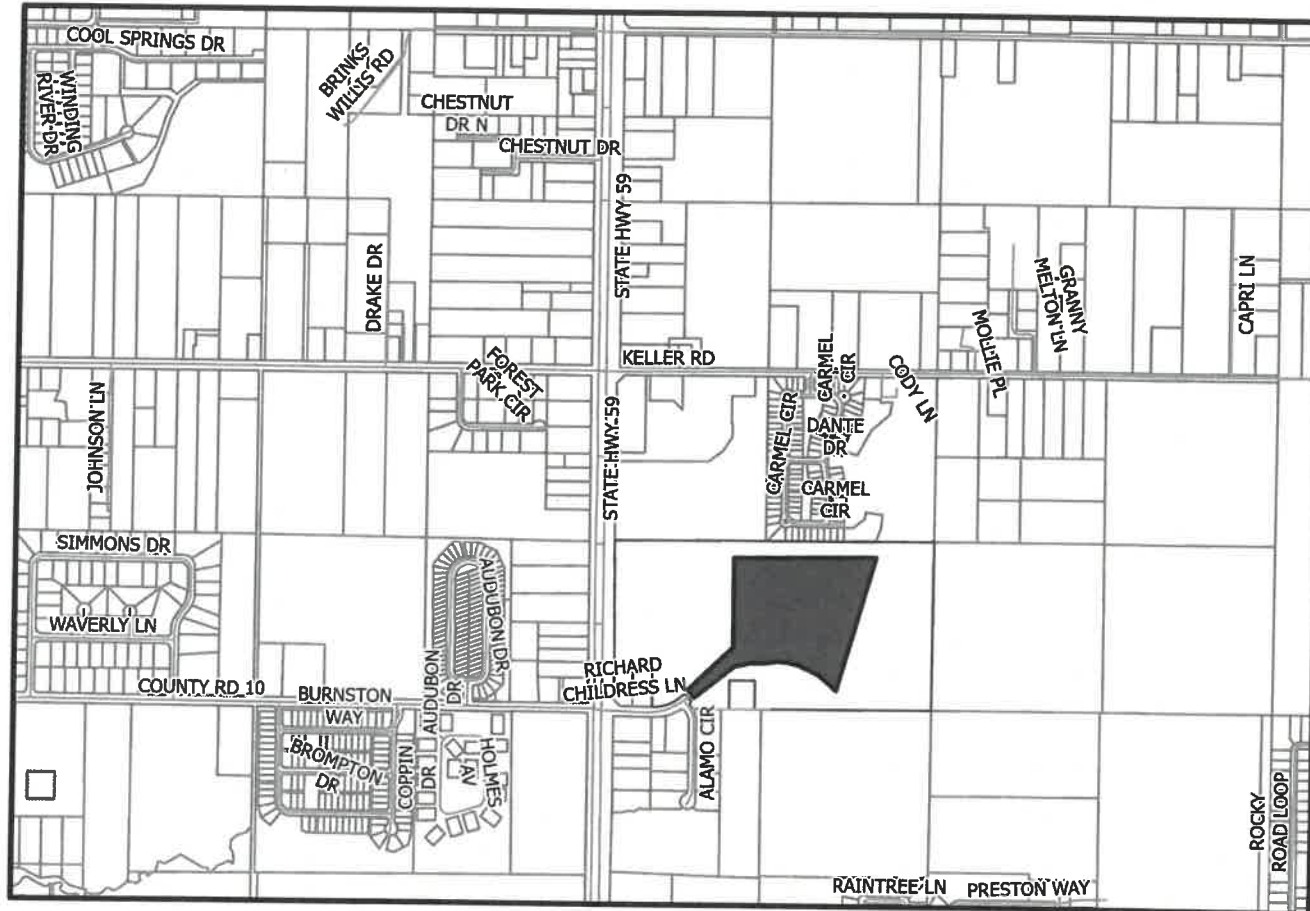 COOL SPRINGS DR
WINDING
RIVER DR
BRINKS
WILLIS RD
CHESTNUT
DR N
CHESTNUT DR
STATE HWY 59
DRAKE DR
GRANNY
MELTON LN
CAPRI LN
MOLLIE PL
KELLER RD
FOREST
PARK CIR
CARMEL
CIR
CODY LN
JOHNSON LN
STATE HWY 59
CARMEL CIR
DANTE
DR
CARMEL
CIR
SIMMONS DR
WAVERLY LN
AUDUBON DR
AUDUBON
DR
RICHARD
CHILDRESS LN
COUNTY RD 10
BURNSTON
WAY
BROMPTON
DR
COPPIN
DR
HOLMES
AV
ALAMO CIR
ROCKY
ROAD LOOP
RAINTREE LN
PRESTON WAY